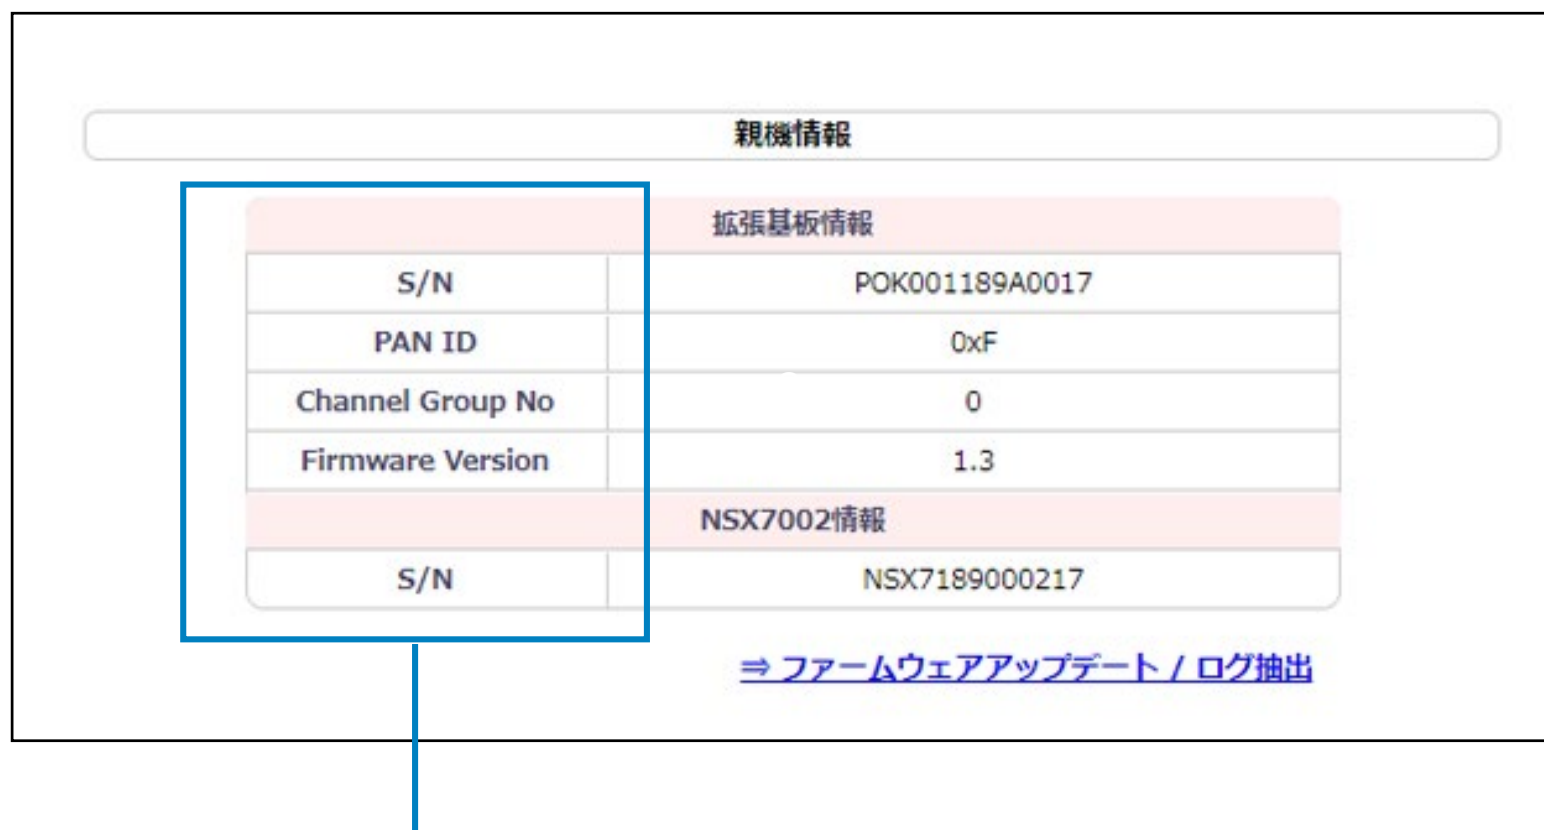 親機情報
拡張基板情報
S/N POK001189A0017
PAN ID 0xF
Channel Group No 0
Firmware Version 1.3
NSX7002情報
S/N NSX7189000217
⇒ ファームウェアアップデート / ログ抽出